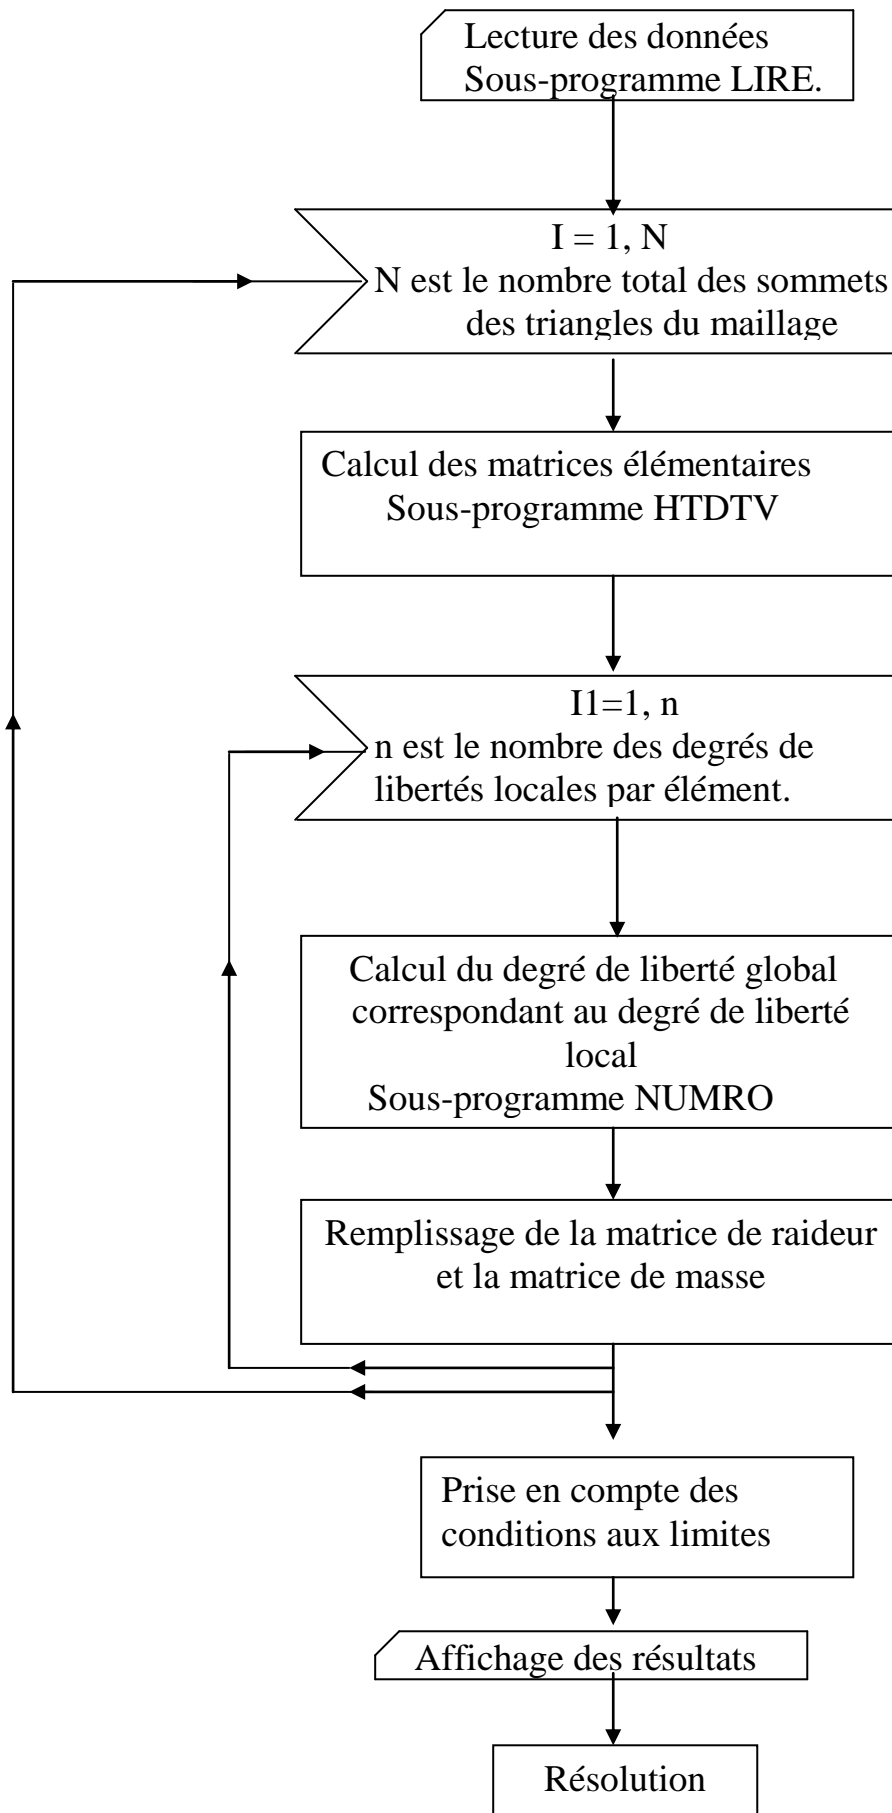 Lecture des données
Sous-programme LIRE.
I = 1, N
N est le nombre total des sommets
des triangles du maillage
Calcul des matrices élémentaires
Sous-programme HTDTV
I1=1, n
n est le nombre des degrés de
libertés locales par élément.
Calcul du degré de liberté global
correspondant au degré de liberté
local
Sous-programme NUMRO
Remplissage de la matrice de raideur
et la matrice de masse
Prise en compte des
conditions aux limites
Affichage des résultats
Résolution